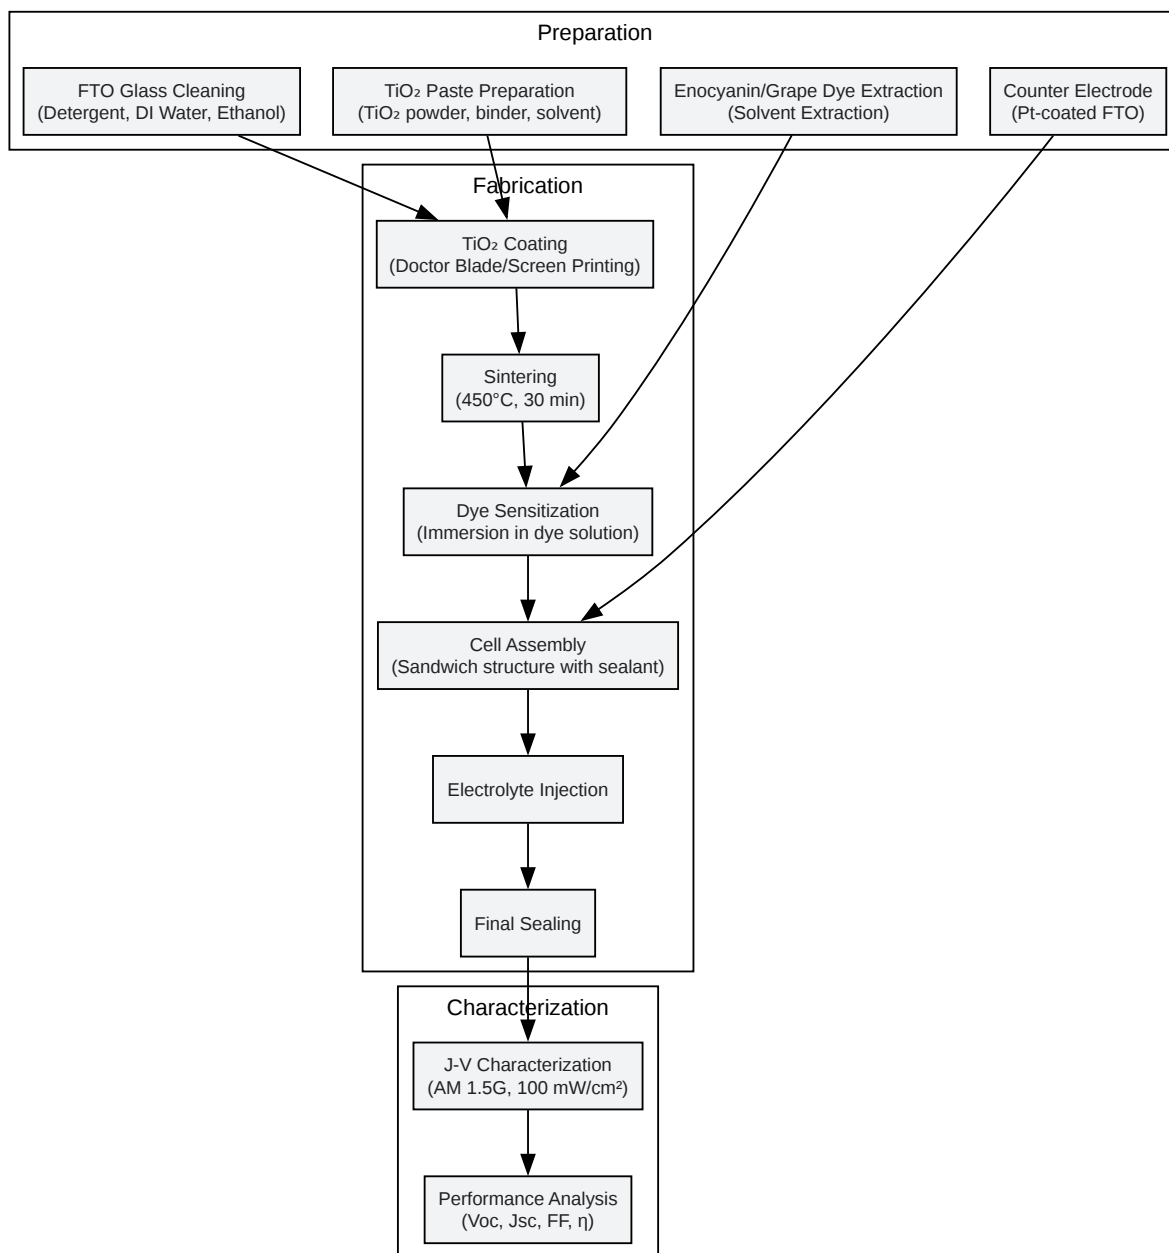 Preparation
FTO Glass Cleaning
(Detergent, DI Water, Ethanol)
TiO₂ Paste Preparation
(TiO₂ powder, binder, solvent)
Enocyanin/Grape Dye Extraction
(Solvent Extraction)
Counter Electrode
(Pt-coated FTO)
Fabrication
TiO₂ Coating
(Doctor Blade/Screen Printing)
Sintering
(450°C, 30 min)
Dye Sensitization
(Immersion in dye solution)
Cell Assembly
(Sandwich structure with sealant)
Electrolyte Injection
Final Sealing
Characterization
J-V Characterization
(AM 1.5G, 100 mW/cm²)
Performance Analysis
(Voc, Jsc, FF, η)